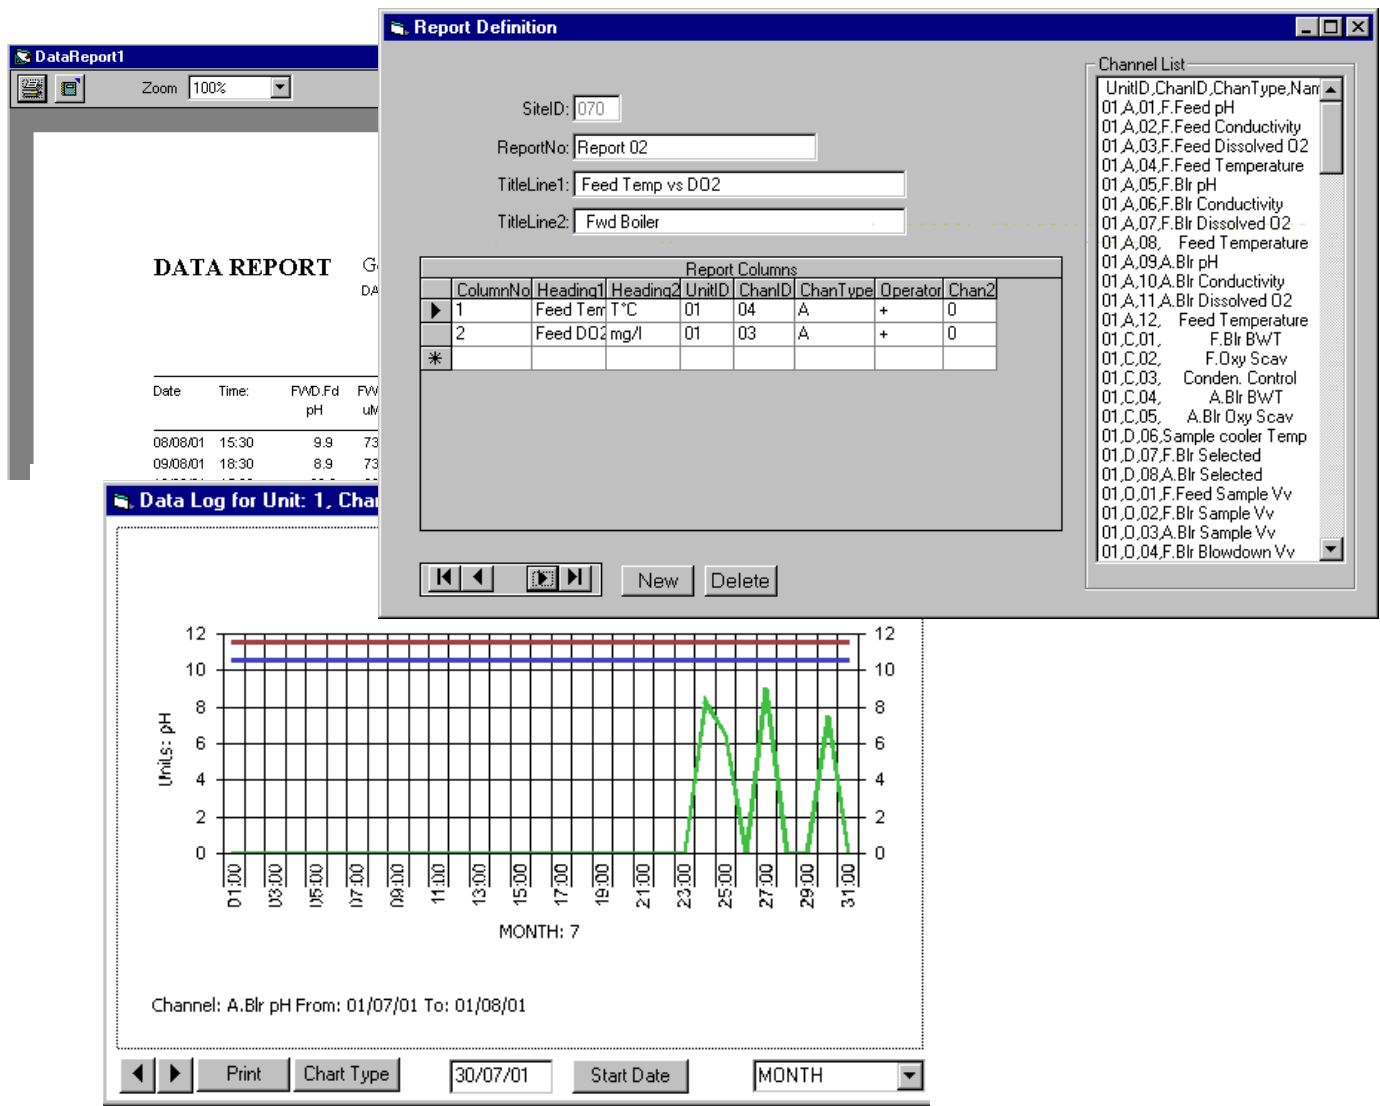 Report Definition
SiteID: 070
ReportNo: Report 02
TitleLine1: Feed Temp vs DO2
TitleLine2: Fwd Boiler
Report Columns
ColumnNo Heading1 Heading2 UnitID ChanID ChanType Operator Chan2
1 Feed Tem T°C 01 04 A + 0
2 Feed DO2 mg/l 01 03 A + 0
New Delete
Channel List
UnitID,ChanID,ChanType,Nam
01,A,01,F.Feed pH
01,A,02,F.Feed Conductivity
01,A,03,F.Feed Dissolved O2
01,A,04,F.Feed Temperature
01,A,05,F.Blr pH
01,A,06,F.Blr Conductivity
01,A,07,F.Blr Dissolved O2
01,A,08, Feed Temperature
01,A,09,A.Blr pH
01,A,10,A.Blr Conductivity
01,A,11,A.Blr Dissolved O2
01,A,12, Feed Temperature
01,C,01, F.Blr BWT
01,C,02, F.Oxy Scav
01,C,03, Conden. Control
01,C,04, A.Blr BWT
01,C,05, A.Blr Oxy Scav
01,D,06,Sample cooler Temp
01,D,07,F.Blr Selected
01,D,08,A.Blr Selected
01,O,01,F.Feed Sample Vv
01,O,02,F.Blr Sample Vv
01,O,03,A.Blr Sample Vv
01,O,04,F.Blr Blowdown Vv
DataReport1
Zoom 100%
DATA REPORT G
DA
Date Time: FWD.Fd FW
pH uM
08/08/01 15:30 9.9 73
09/08/01 18:30 8.9 73
Data Log for Unit: 1, Cha
12 12
10 10
8 8
6 6
4 4
2 2
0 0
Units: pH
01:00 03:00 05:00 07:00 09:00 11:00 13:00 15:00 17:00 19:00 21:00 23:00 25:00 27:00 29:00 31:00
MONTH: 7
Channel: A.Blr pH From: 01/07/01 To: 01/08/01
Print Chart Type 30/07/01 Start Date MONTH